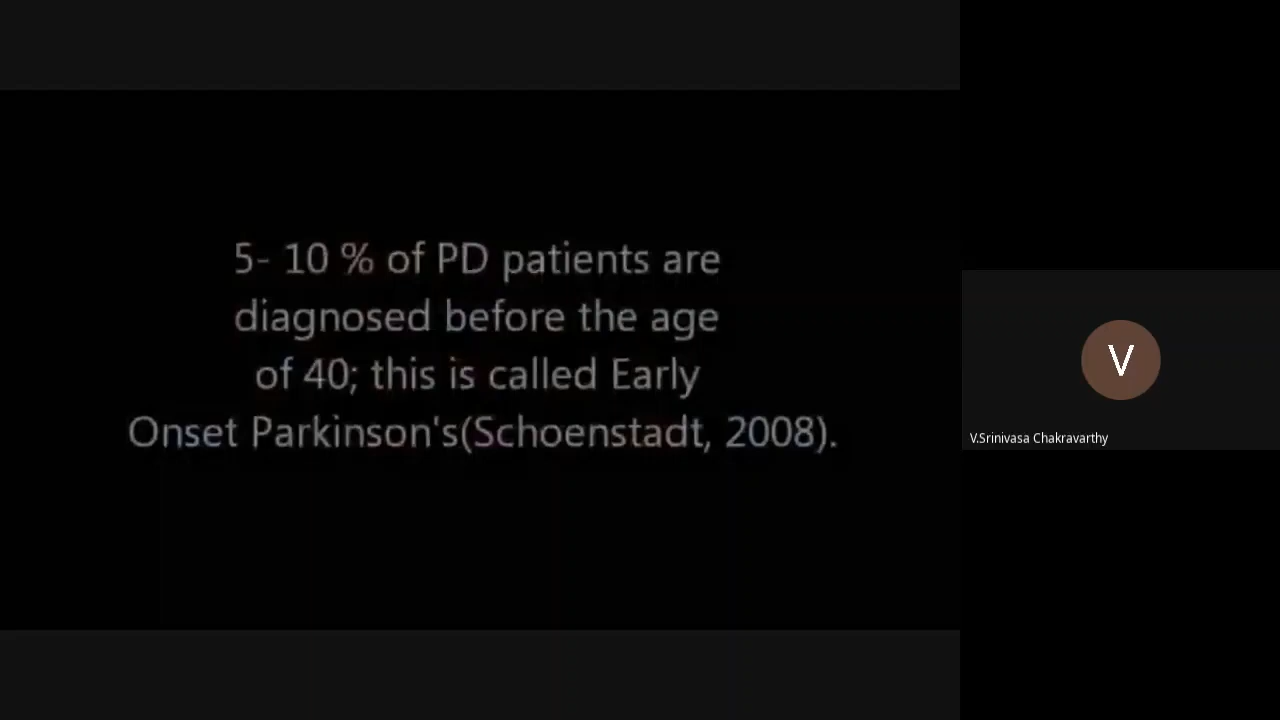 5- 10 % of PD patients are
diagnosed before the age
of 40; this is called Early
Onset Parkinson's(Schoenstadt, 2008).
V
V.Srinivasa Chakravarthy